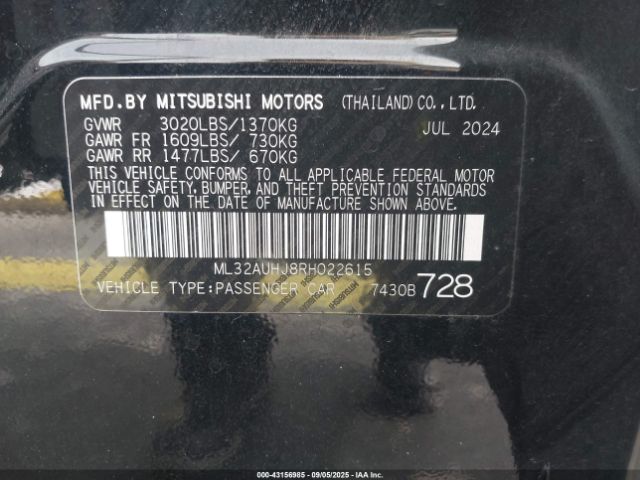 MFD.BY MITSUBISHI MOTORS (THAILAND)CO.,LTD.
GVWR 3020LBS/1370KG JUL 2024
GAWR FR 1609LBS/ 730KG
GAWR RR 1477LBS/ 670KG
THIS VEHICLE CONFORMS TO ALL APPLICABLE FEDERAL MOTOR
VEHICLE SAFETY, BUMPER, AND THEFT PREVENTION STANDARDS
IN EFFECT ON THE DATE OF MANUFACTURE SHOWN ABOVE.
ML32AUHJ8RH022615
VEHICLE TYPE:PASSENGER CAR 7430B 728
000-43156985 - 09/05/2025 - IAAI.COM